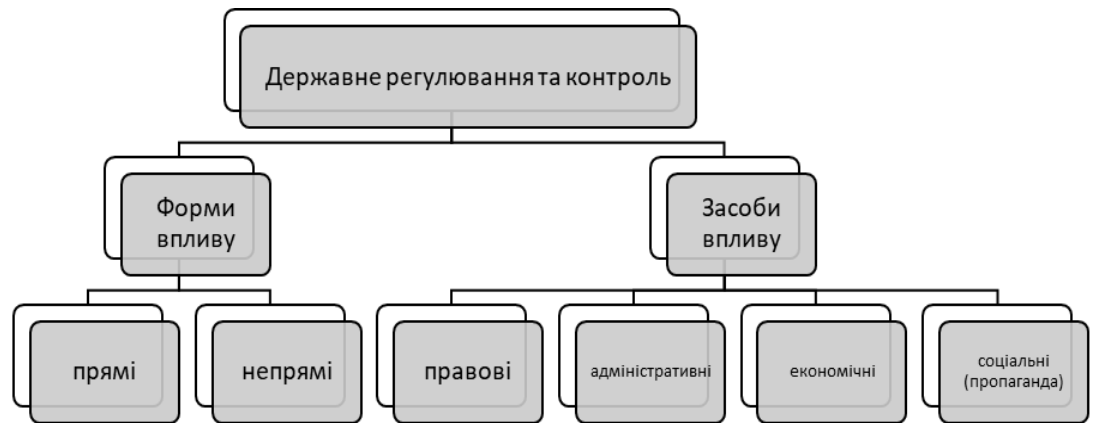 Державне регулювання та контроль
Форми
впливу
Засоби
впливу
прямі
непрямі
правові
адміністративні
економічні
соціальні
(пропаганда)